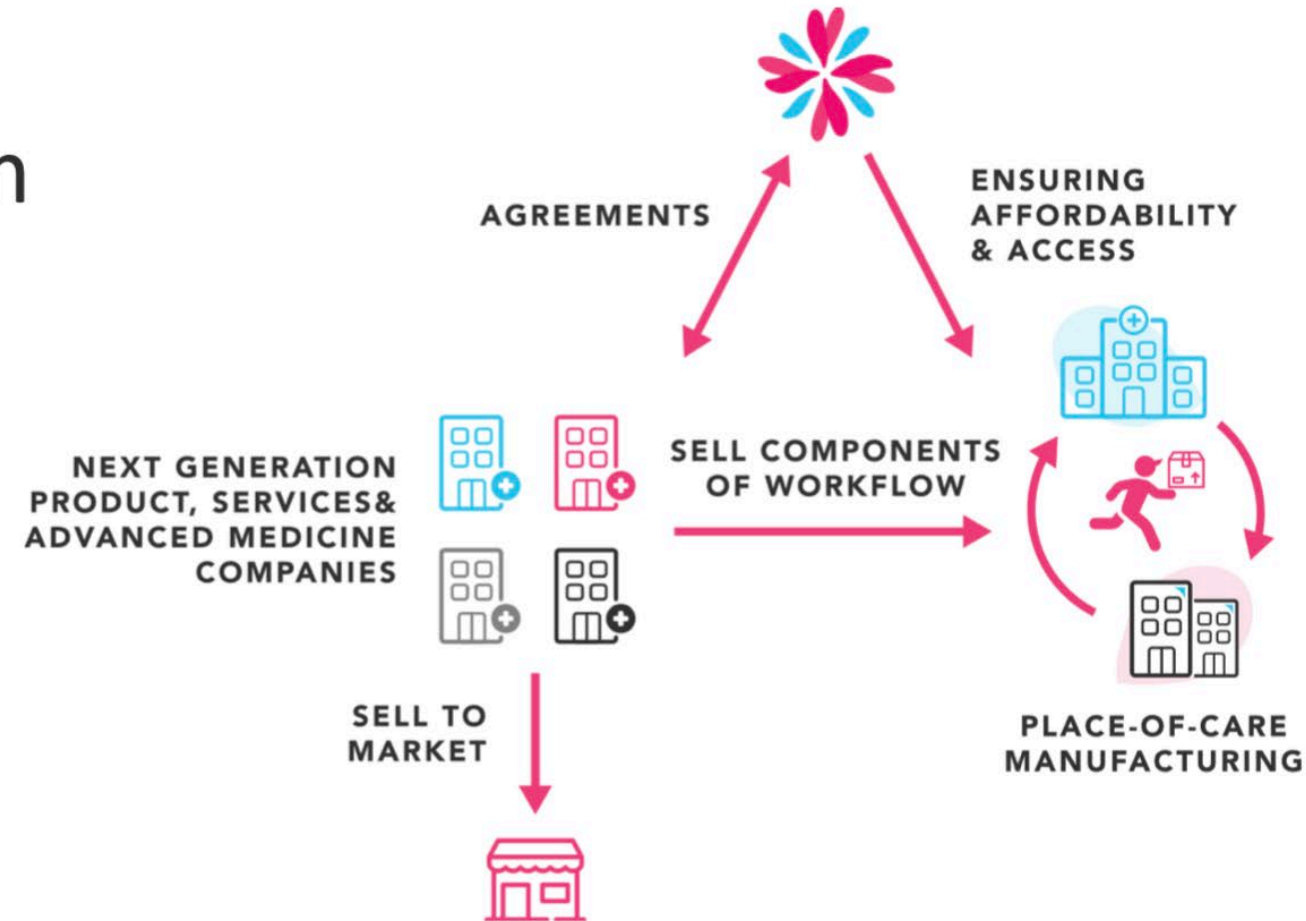 n
AGREEMENTS
ENSURING
AFFORDABILITY
& ACCESS
NEXT GENERATION
PRODUCT, SERVICES&
ADVANCED MEDICINE
COMPANIES
SELL COMPONENTS
OF WORKFLOW
SELL TO
MARKET
PLACE-OF-CARE
MANUFACTURING